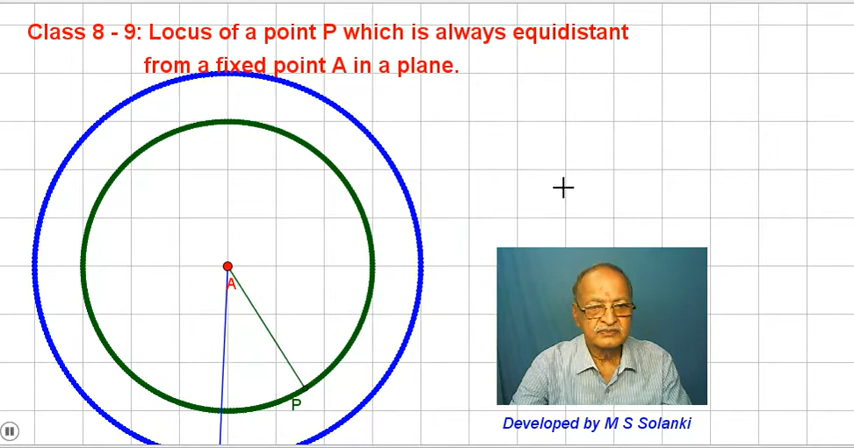 Class 8 - 9: Locus of a point P which is always equidistant
from a fixed point A in a plane.
A
P
Developed by M S Solanki